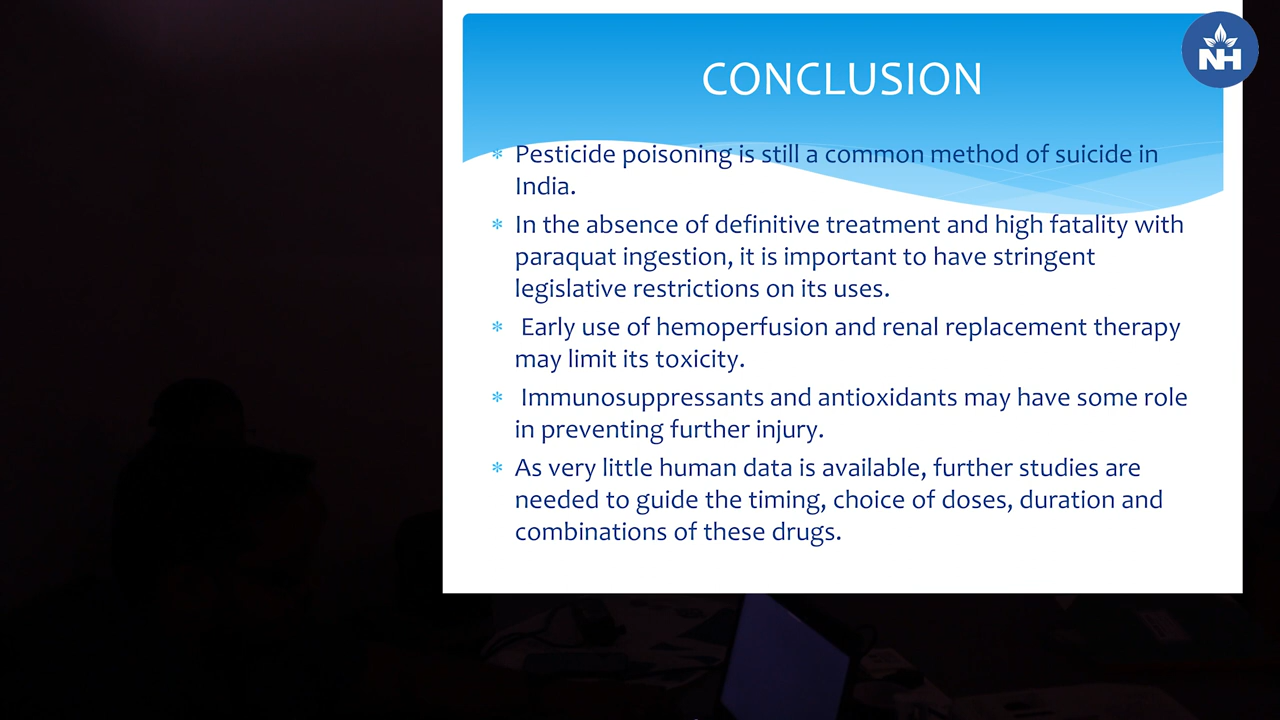 CONCLUSION
NH
* Pesticide poisoning is still a common method of suicide in
India.
* In the absence of definitive treatment and high fatality with
paraquat ingestion, it is important to have stringent
legislative restrictions on its uses.
* Early use of hemoperfusion and renal replacement therapy
may limit its toxicity.
* Immunosuppressants and antioxidants may have some role
in preventing further injury.
* As very little human data is available, further studies are
needed to guide the timing, choice of doses, duration and
combinations of these drugs.